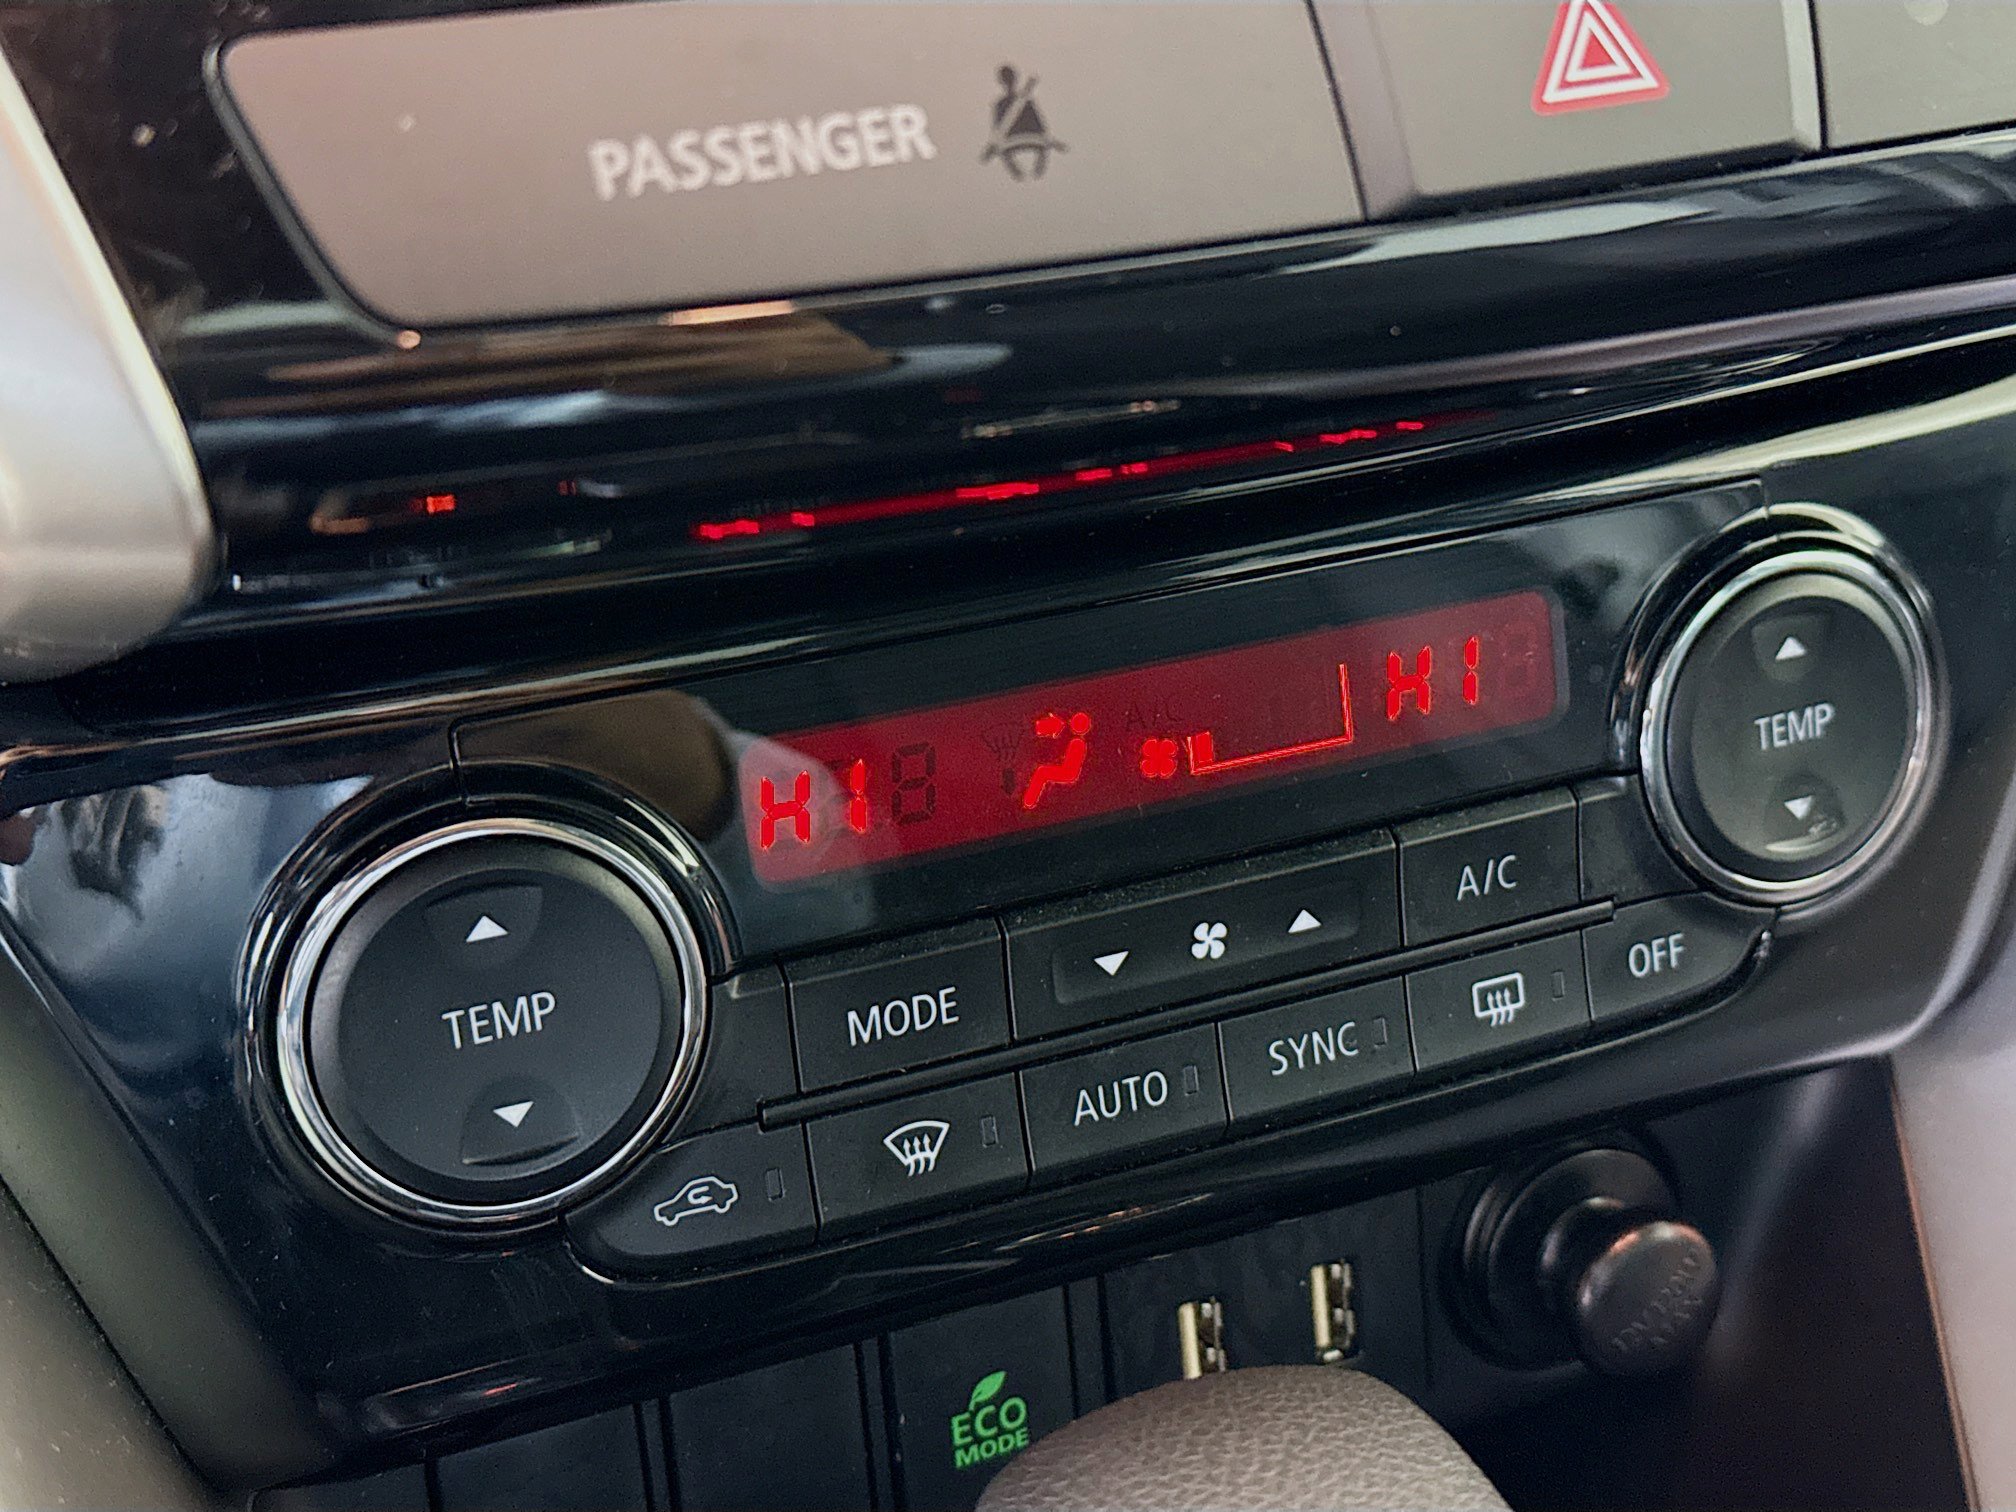 PASSENGER
HI
HI
TEMP
TEMP
MODE
A/C
AUTO
SYNC
OFF
ECO
MODE